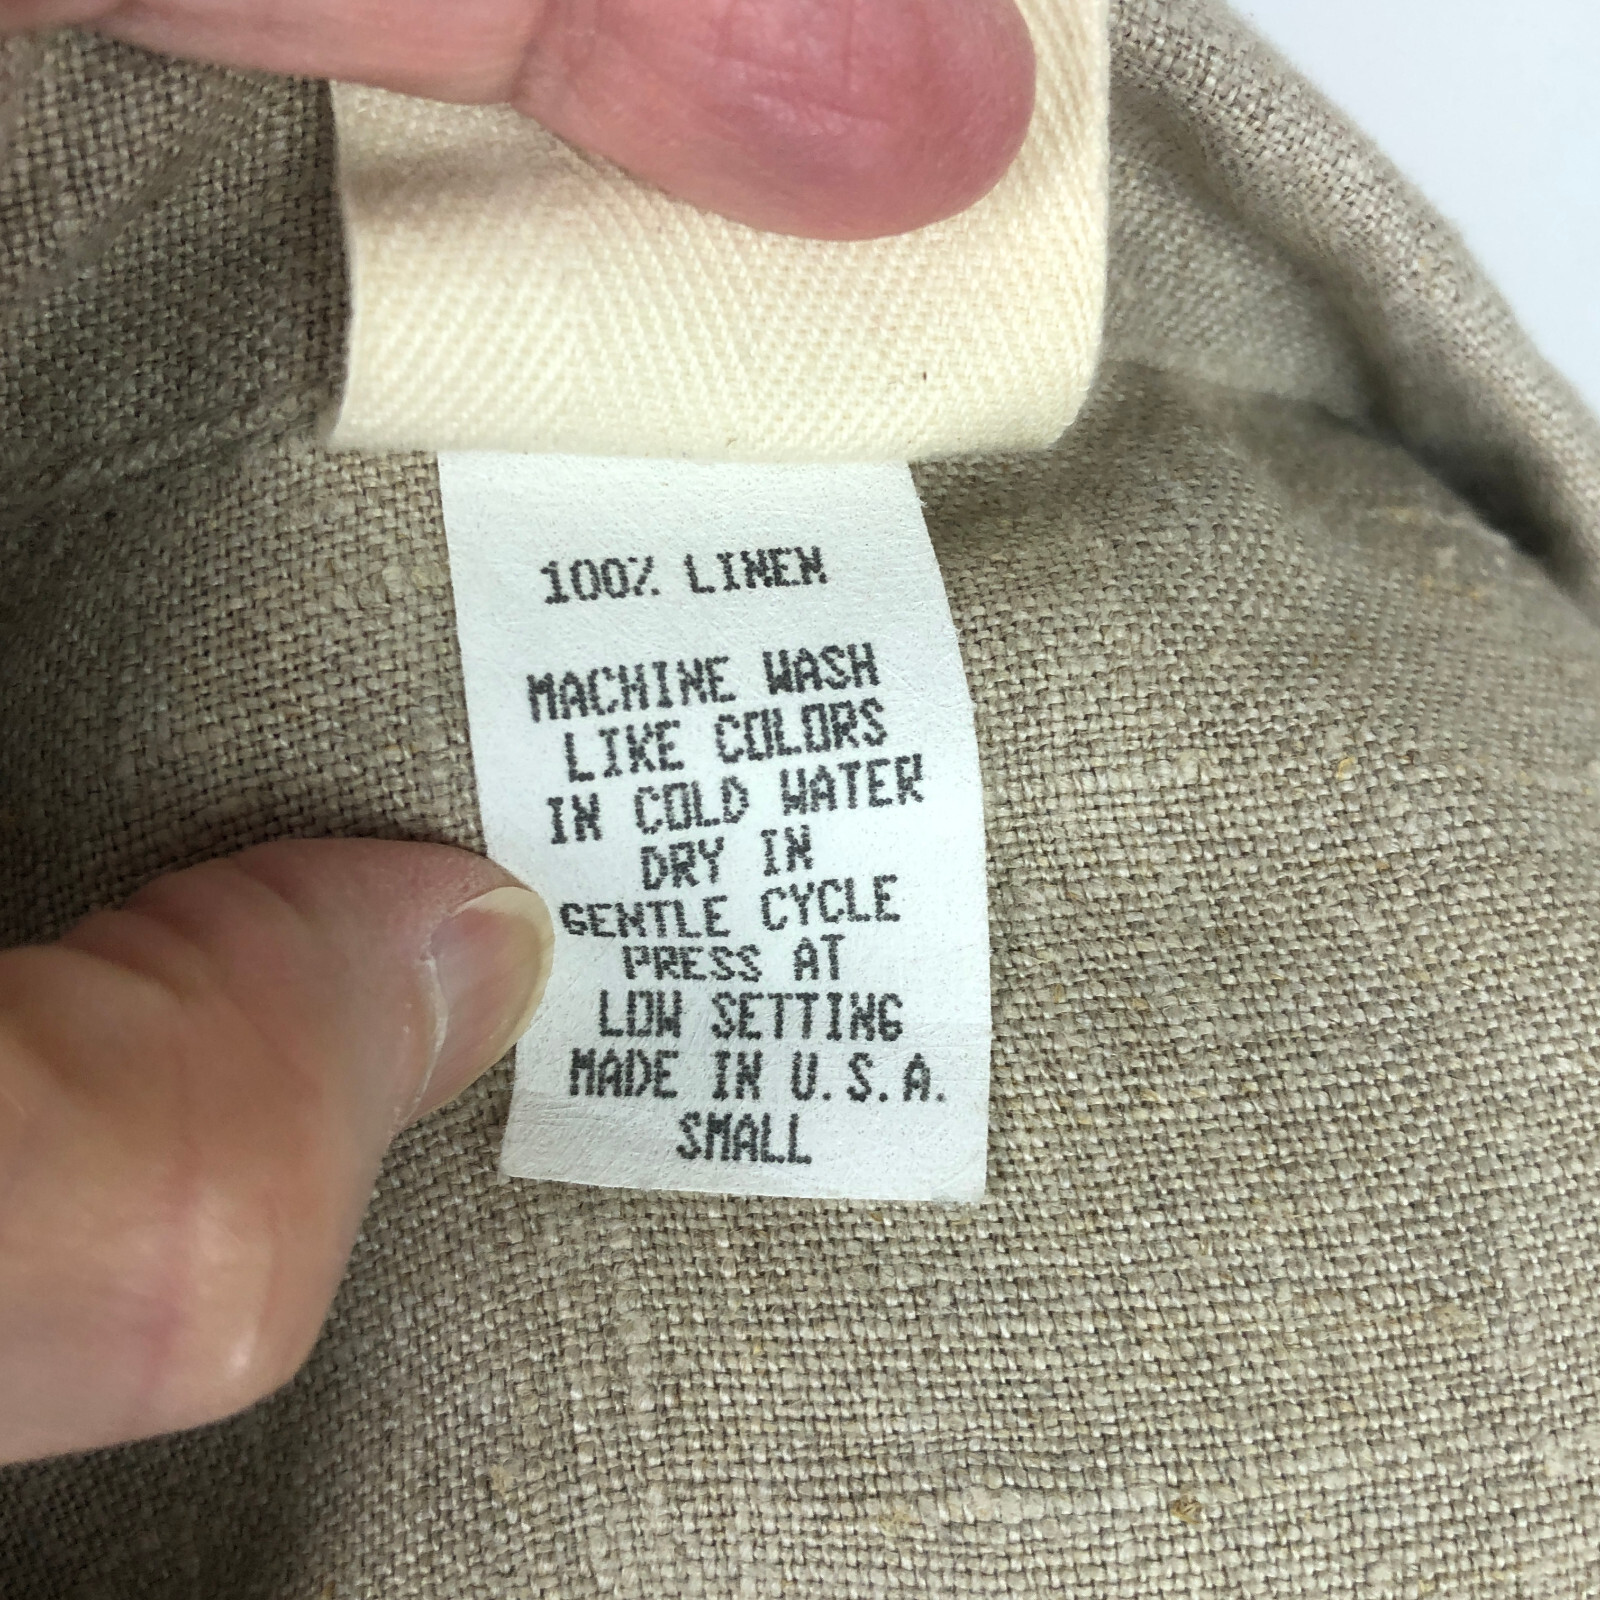 100% LINEN
MACHINE WASH
LIKE COLORS
IN COLD WATER
DRY IN
GENTLE CYCLE
PRESS AT
LOW SETTING
MADE IN U.S.A.
SMALL